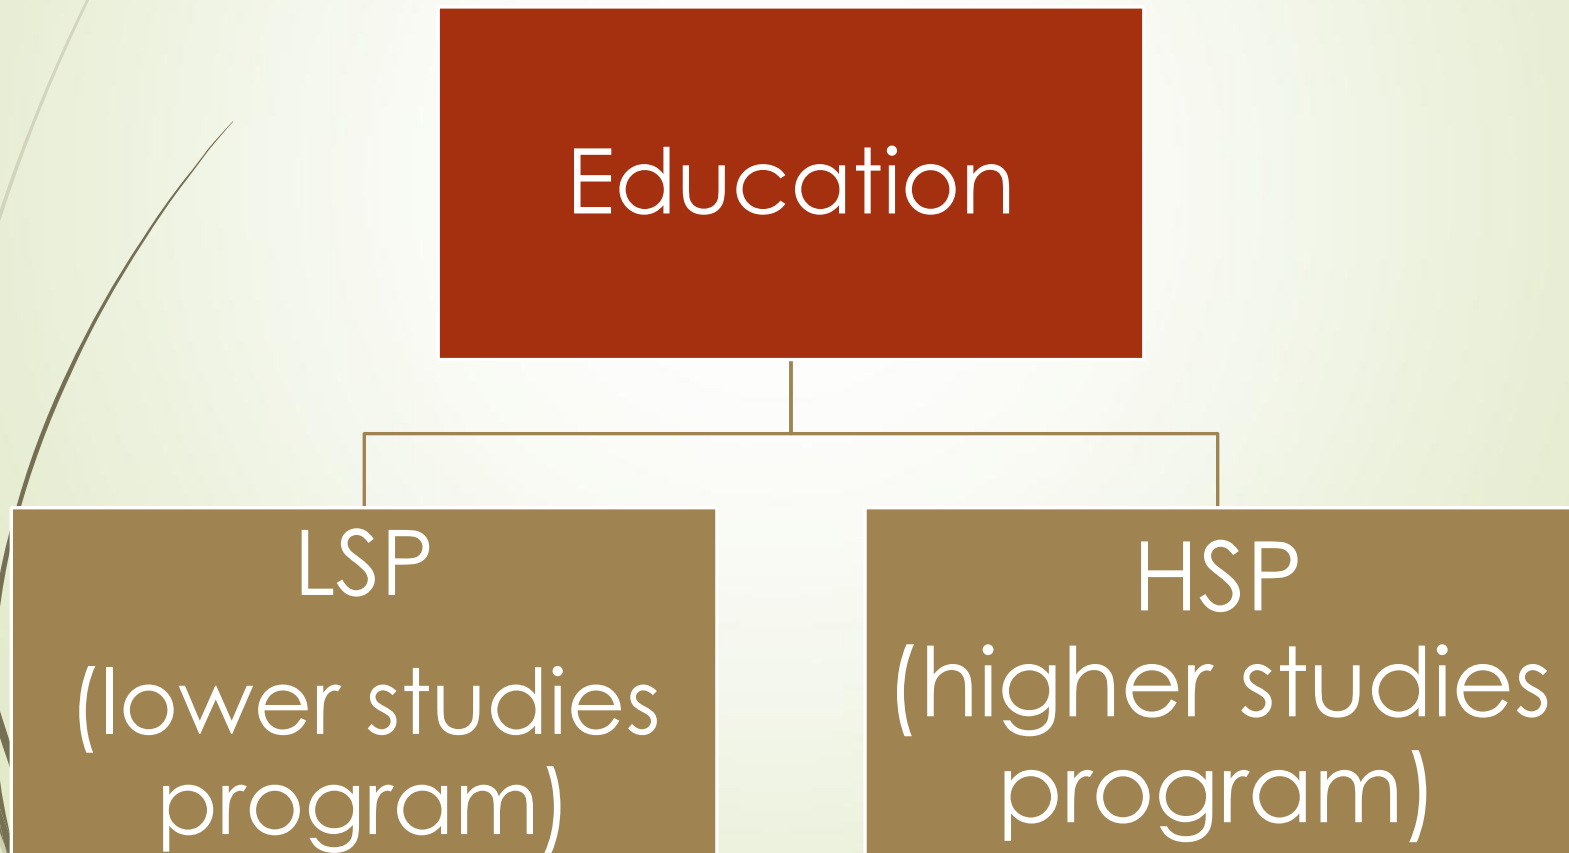 Education
LSP
(lower studies
program)
HSP
(higher studies
program)